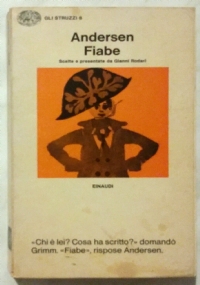 GLI STRUZZI 6
Andersen
Fiabe
Scelte e presentate da Gianni Rodari
EINAUDI
«Chi è lei? Cosa ha scritto?» domandò
Grimm. «Fiabe», rispose Andersen.